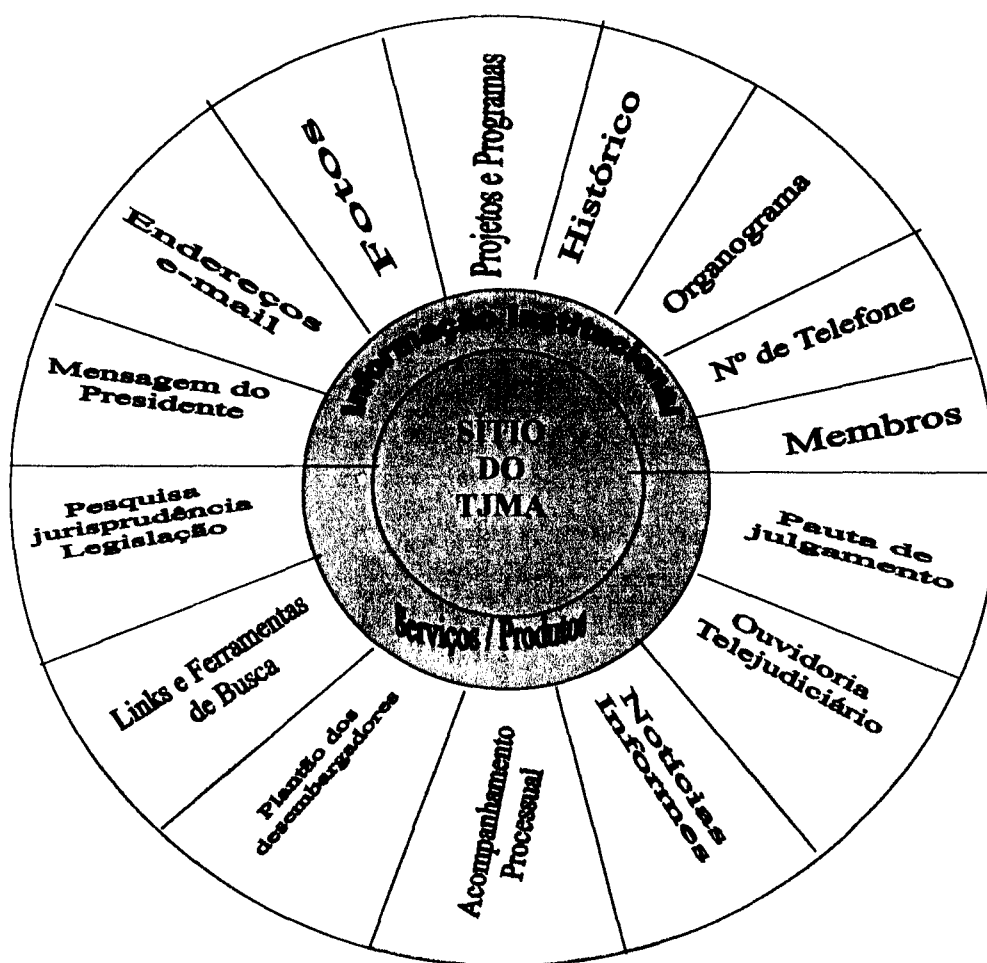 Projetos e Programas
Histórico
Organograma
Nº de Telefone
Membros
Pauta de
julgamento
Ouvidoria
Telejudiciário
Notícias
Informes
Acompanhamento
Processual
Plantão dos
desembargadores
Links e Ferramentas
de Busca
Pesquisa
jurisprudência
Legislação
Mensagem do
Presidente
Endereços
e-mail
Fotos
Informação Institucional
SÍTIO
DO
TJMA
Serviços / Produtos